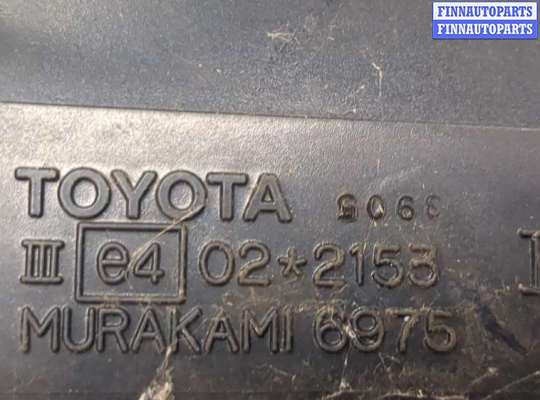 FINNAUTOPARTS
FINNAUTOPARTS
TOYOTA
III e4 02*2153
MURAKAMI 6975